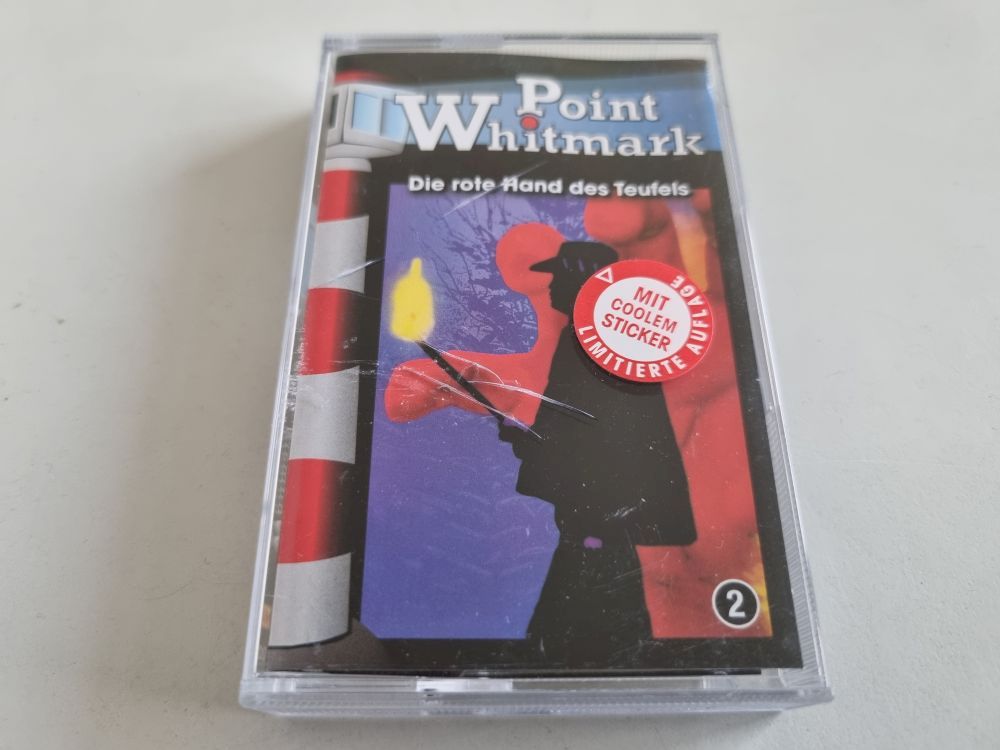 Point
Whitmark
Die rote Hand des Teufels
MIT
COOLEM
STICKER
LIMITIERTE AUFLAGE
2